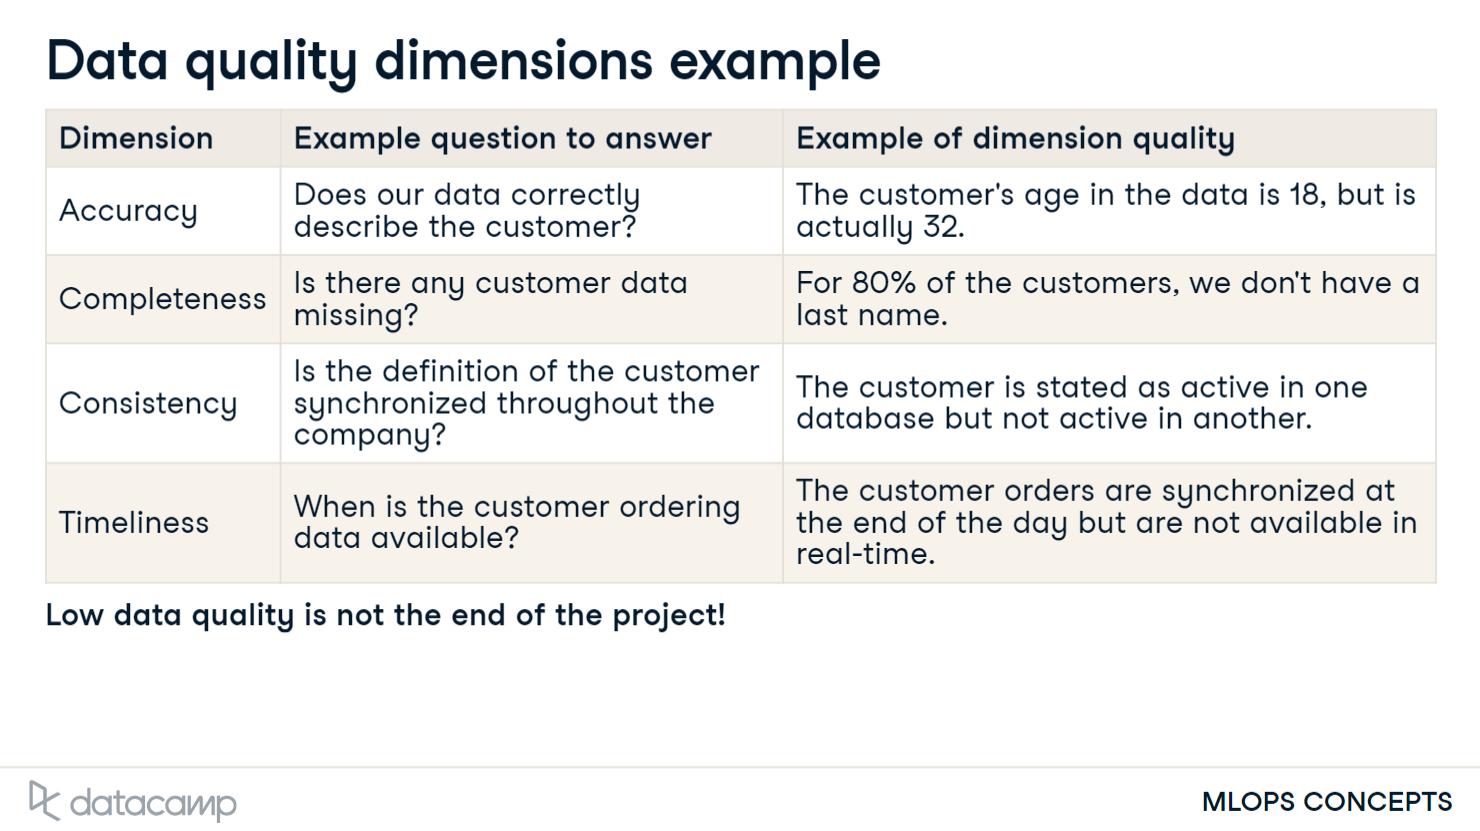 Data quality dimensions example
Dimension
Example question to answer
Example of dimension quality
Accuracy
Does our data correctly
describe the customer?
The customer's age in the data is 18, but is
actually 32.
Completeness
Is there any customer data
missing?
For 80% of the customers, we don't have a
last name.
Consistency
Is the definition of the customer
synchronized throughout the
company?
The customer is stated as active in one
database but not active in another.
Timeliness
When is the customer ordering
data available?
The customer orders are synchronized at
the end of the day but are not available in
real-time.
Low data quality is not the end of the project!
datacamp
MLOPS CONCEPTS